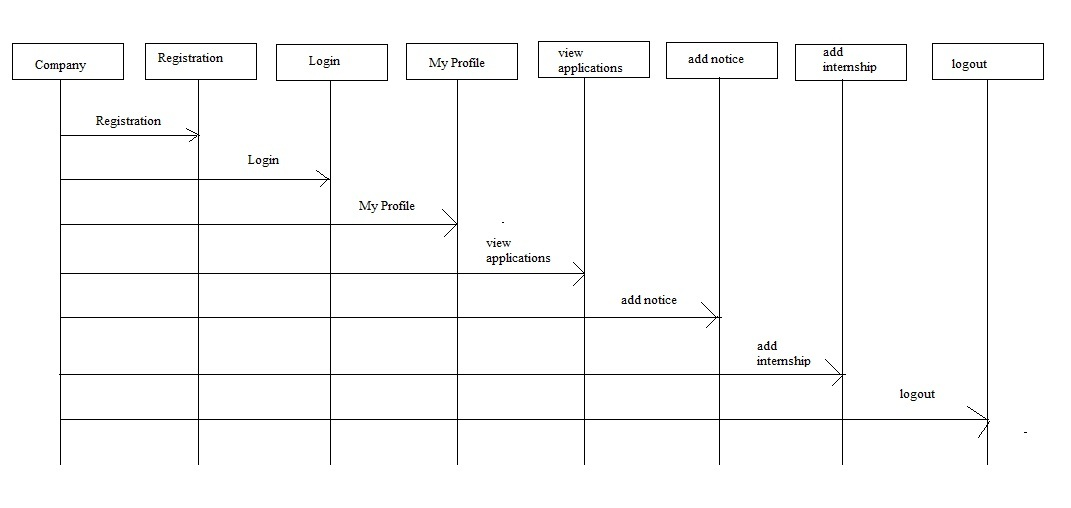 Company
Registration
Login
My Profile
view
applications
add notice
add
internship
logout
Registration
Login
My Profile
view
applications
add notice
add
internship
logout